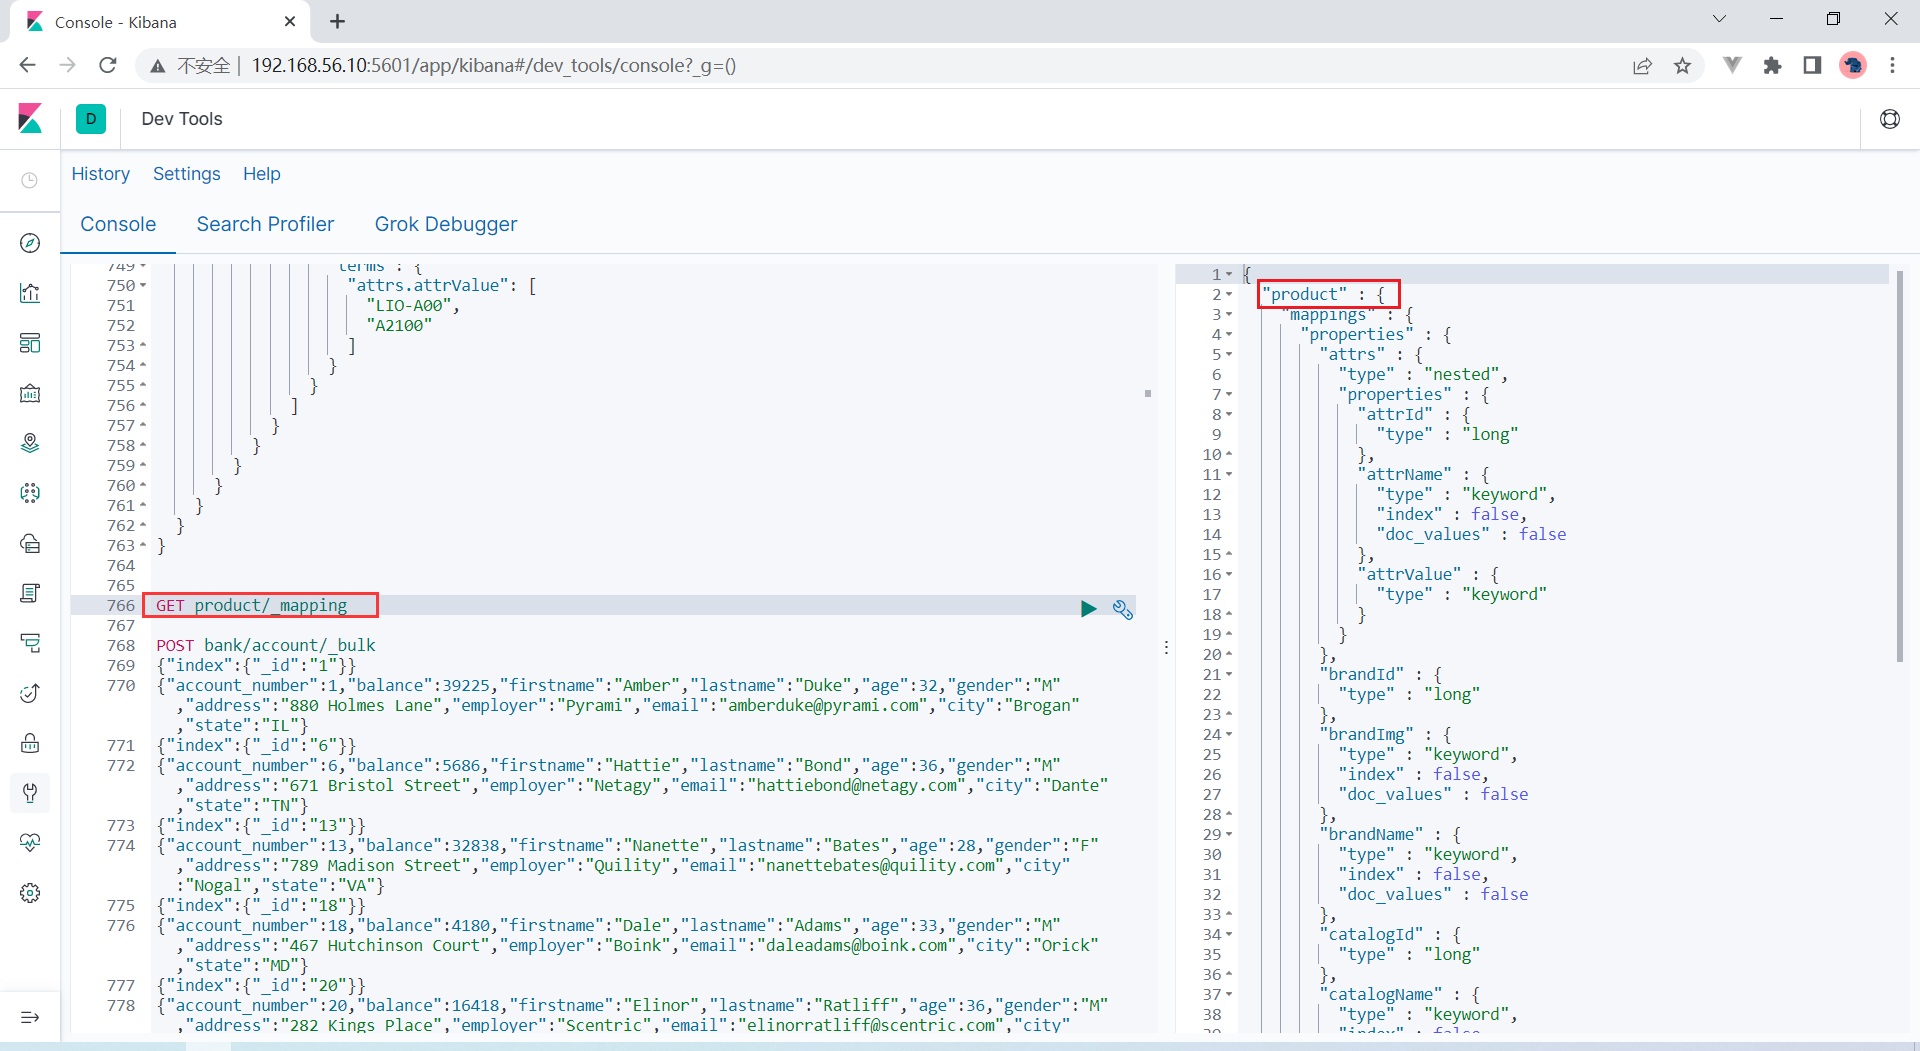 Console - Kibana
不安全 | 192.168.56.10:5601/app/kibana#/dev_tools/console?_g=()
D
Dev Tools
History Settings Help
Console Search Profiler Grok Debugger
749 terms" : {
750 "attrs.attrValue": [
751 "LIO-A00",
752 "A2100"
753 ]
754 }
755 }
756 ]
757 }
758 }
759 }
760 }
761 }
762 }
763 }
764
765
766 GET product/_mapping
767
768 POST bank/account/_bulk
769 {"index":{"_id":"1"}}
770 {"account_number":1,"balance":39225,"firstname":"Amber","lastname":"Duke","age":32,"gender":"M"
,"address":"880 Holmes Lane","employer":"Pyrami","email":"amberduke@pyrami.com","city":"Brogan"
,"state":"IL"}
771 {"index":{"_id":"6"}}
772 {"account_number":6,"balance":5686,"firstname":"Hattie","lastname":"Bond","age":36,"gender":"M"
,"address":"671 Bristol Street","employer":"Netagy","email":"hattiebond@netagy.com","city":"Dante"
,"state":"TN"}
773 {"index":{"_id":"13"}}
774 {"account_number":13,"balance":32838,"firstname":"Nanette","lastname":"Bates","age":28,"gender":"F"
,"address":"789 Madison Street","employer":"Quility","email":"nanettebates@quility.com","city"
:"Nogal","state":"VA"}
775 {"index":{"_id":"18"}}
776 {"account_number":18,"balance":4180,"firstname":"Dale","lastname":"Adams","age":33,"gender":"M"
,"address":"467 Hutchinson Court","employer":"Boink","email":"daleadams@boink.com","city":"Orick"
,"state":"MD"}
777 {"index":{"_id":"20"}}
778 {"account_number":20,"balance":16418,"firstname":"Elinor","lastname":"Ratliff","age":36,"gender":"M"
,"address":"282 Kings Place","employer":"Scentric","email":"elinorratliff@scentric.com","city"
1 {
2 "product" : {
3 "mappings" : {
4 "properties" : {
5 "attrs" : {
6 "type" : "nested",
7 "properties" : {
8 "attrId" : {
9 "type" : "long"
10 },
11 "attrName" : {
12 "type" : "keyword",
13 "index" : false,
14 "doc_values" : false
15 },
16 "attrValue" : {
17 "type" : "keyword"
18 }
19 }
20 },
21 "brandId" : {
22 "type" : "long"
23 },
24 "brandImg" : {
25 "type" : "keyword",
26 "index" : false,
27 "doc_values" : false
28 },
29 "brandName" : {
30 "type" : "keyword",
31 "index" : false,
32 "doc_values" : false
33 },
34 "catalogId" : {
35 "type" : "long"
36 },
37 "catalogName" : {
38 "type" : "keyword",
39 "index" : false